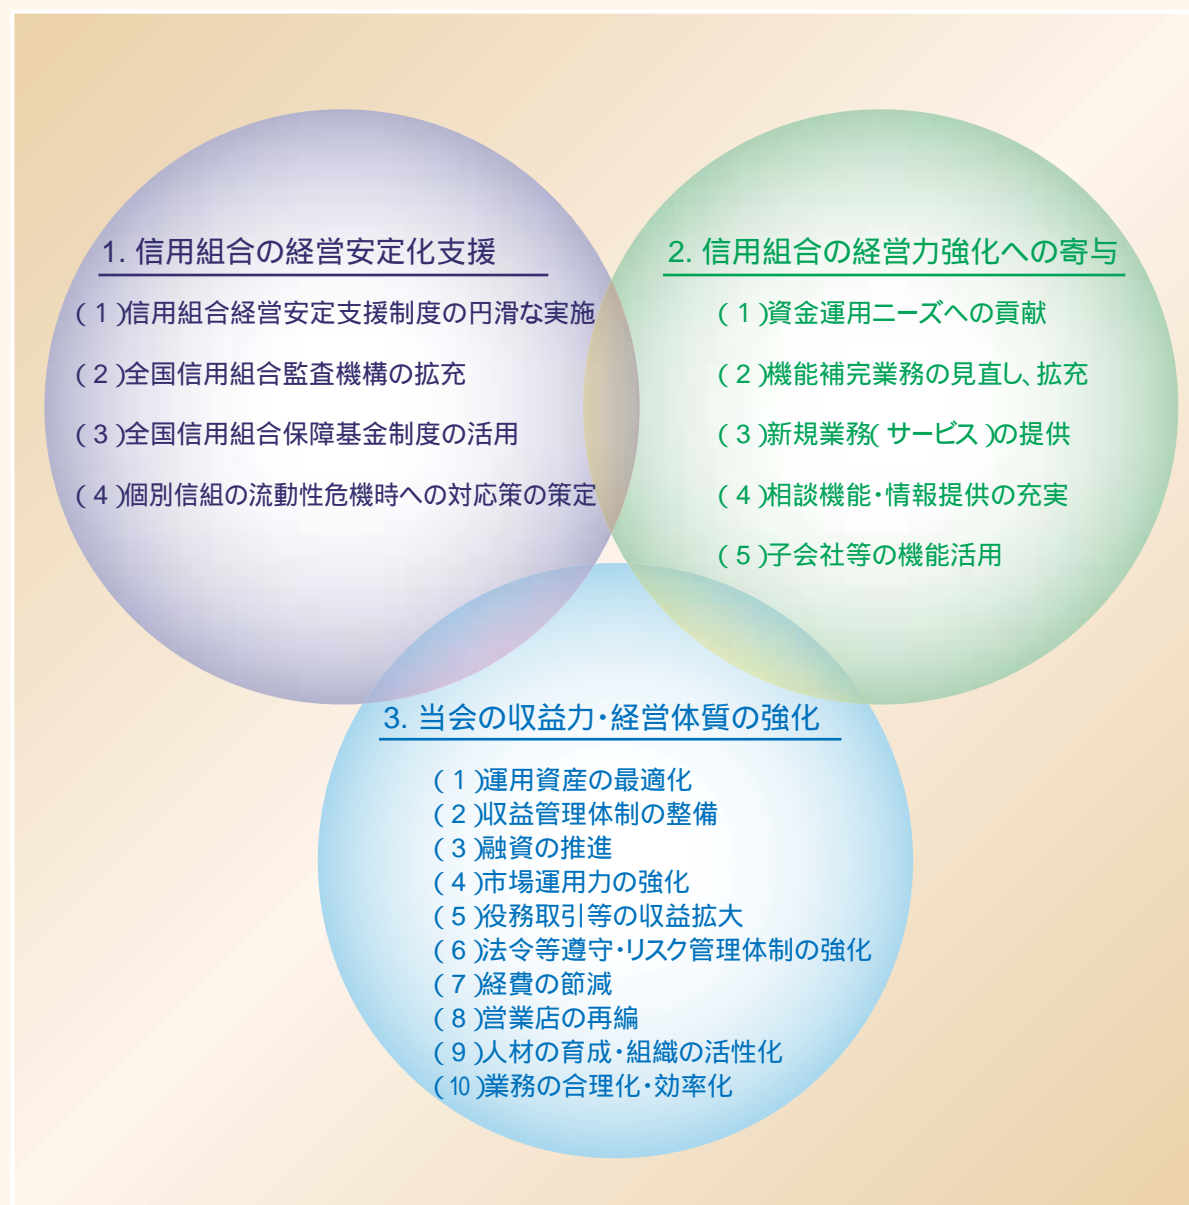 1. 信用組合の経営安定化支援
(1)信用組合経営安定支援制度の円滑な実施
(2)全国信用組合監査機構の拡充
(3)全国信用組合保障基金制度の活用
(4)個別信組の流動性危機時への対応策の策定
2. 信用組合の経営力強化への寄与
(1)資金運用ニーズへの貢献
(2)機能補完業務の見直し、拡充
(3)新規業務(サービス)の提供
(4)相談機能・情報提供の充実
(5)子会社等の機能活用
3. 当会の収益力・経営体質の強化
(1)運用資産の最適化
(2)収益管理体制の整備
(3)融資の推進
(4)市場運用力の強化
(5)役務取引等の収益拡大
(6)法令等遵守・リスク管理体制の強化
(7)経費の節減
(8)営業店の再編
(9)人材の育成・組織の活性化
(10)業務の合理化・効率化